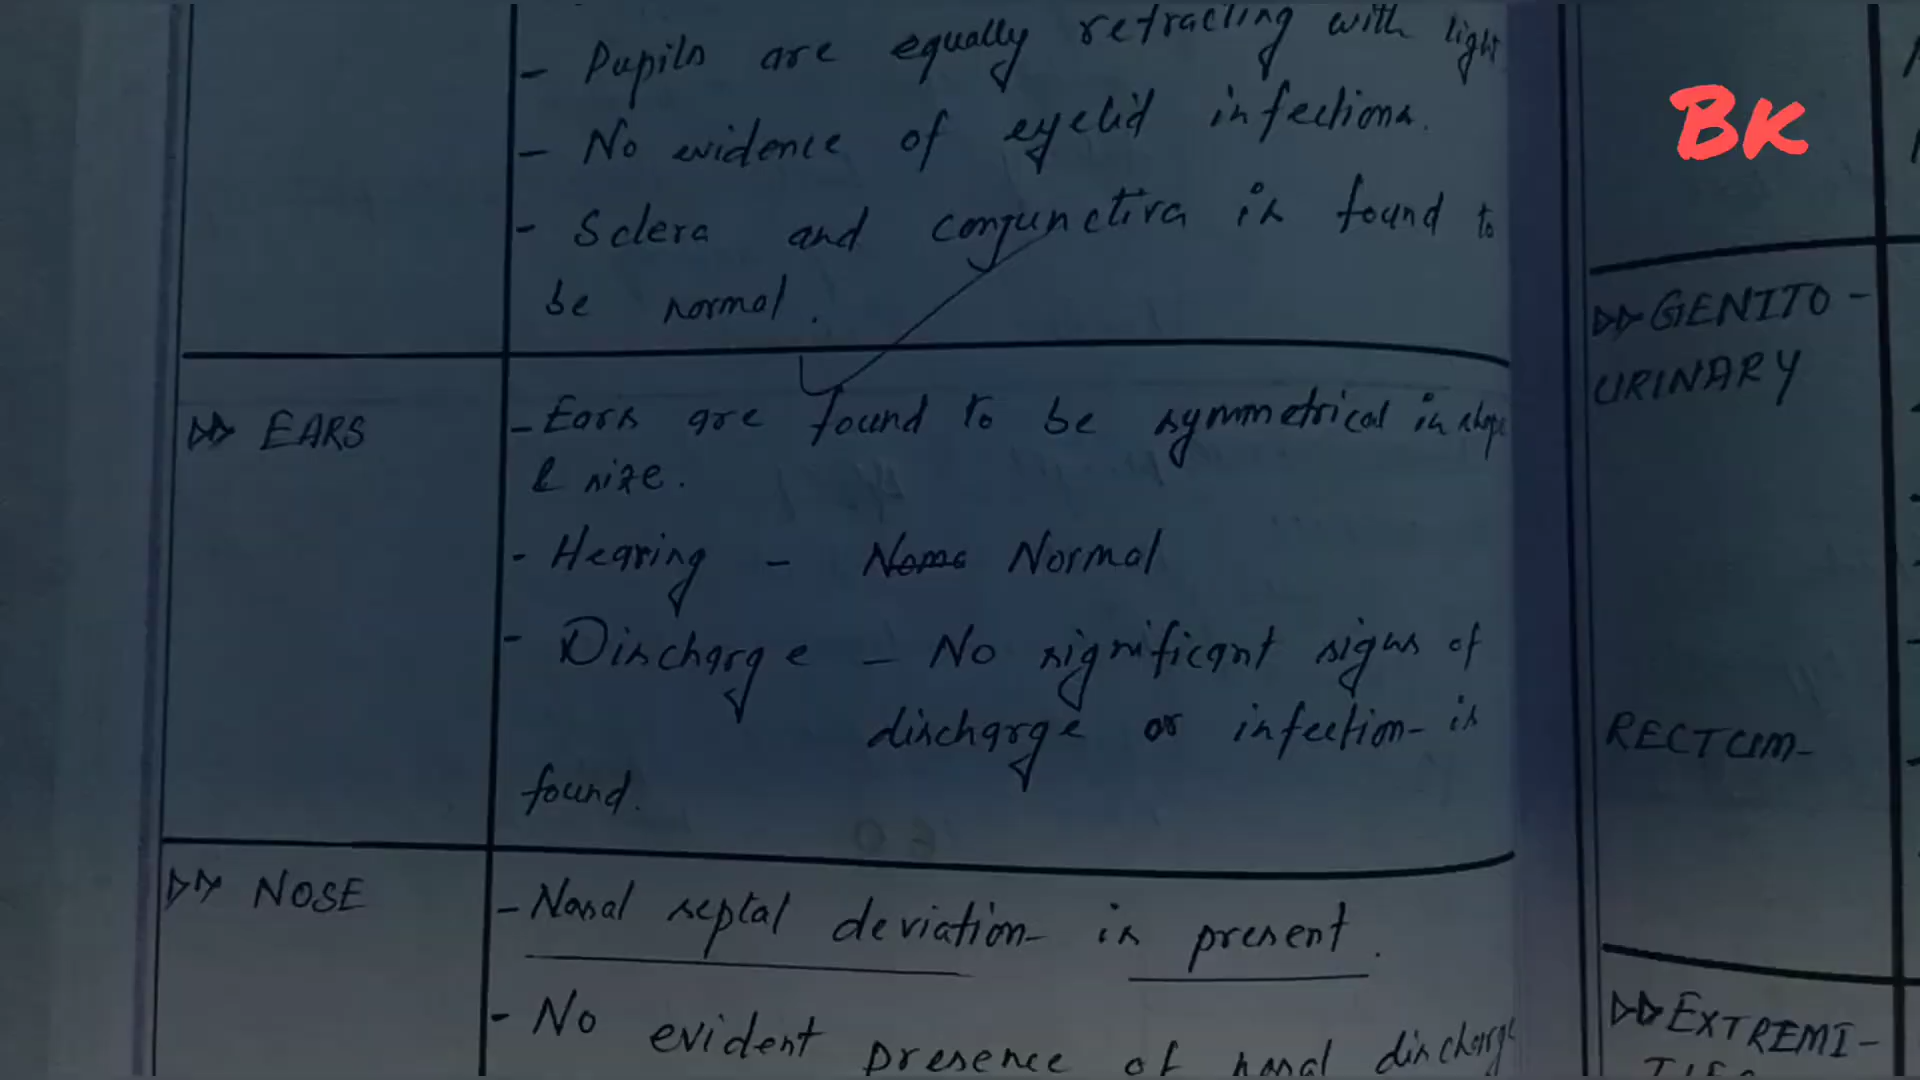 - Pupils are equally retracting with light
- No evidence of eyelid infections.
- Sclera and conjunctiva is found to
be normal.
▷▷ EARS
- Ears are found to be symmetrical in shape
& size.
- Hearing - Nome Normal
- Discharge - No significant signs of
discharge or infection- is
found.
▷▷ NOSE
- Nasal septal deviation- is present.
- No evident presence of nasal discharge
BK
▷▷ GENITO-
URINARY
RECTUM-
▷▷ EXTREMI-
TIES